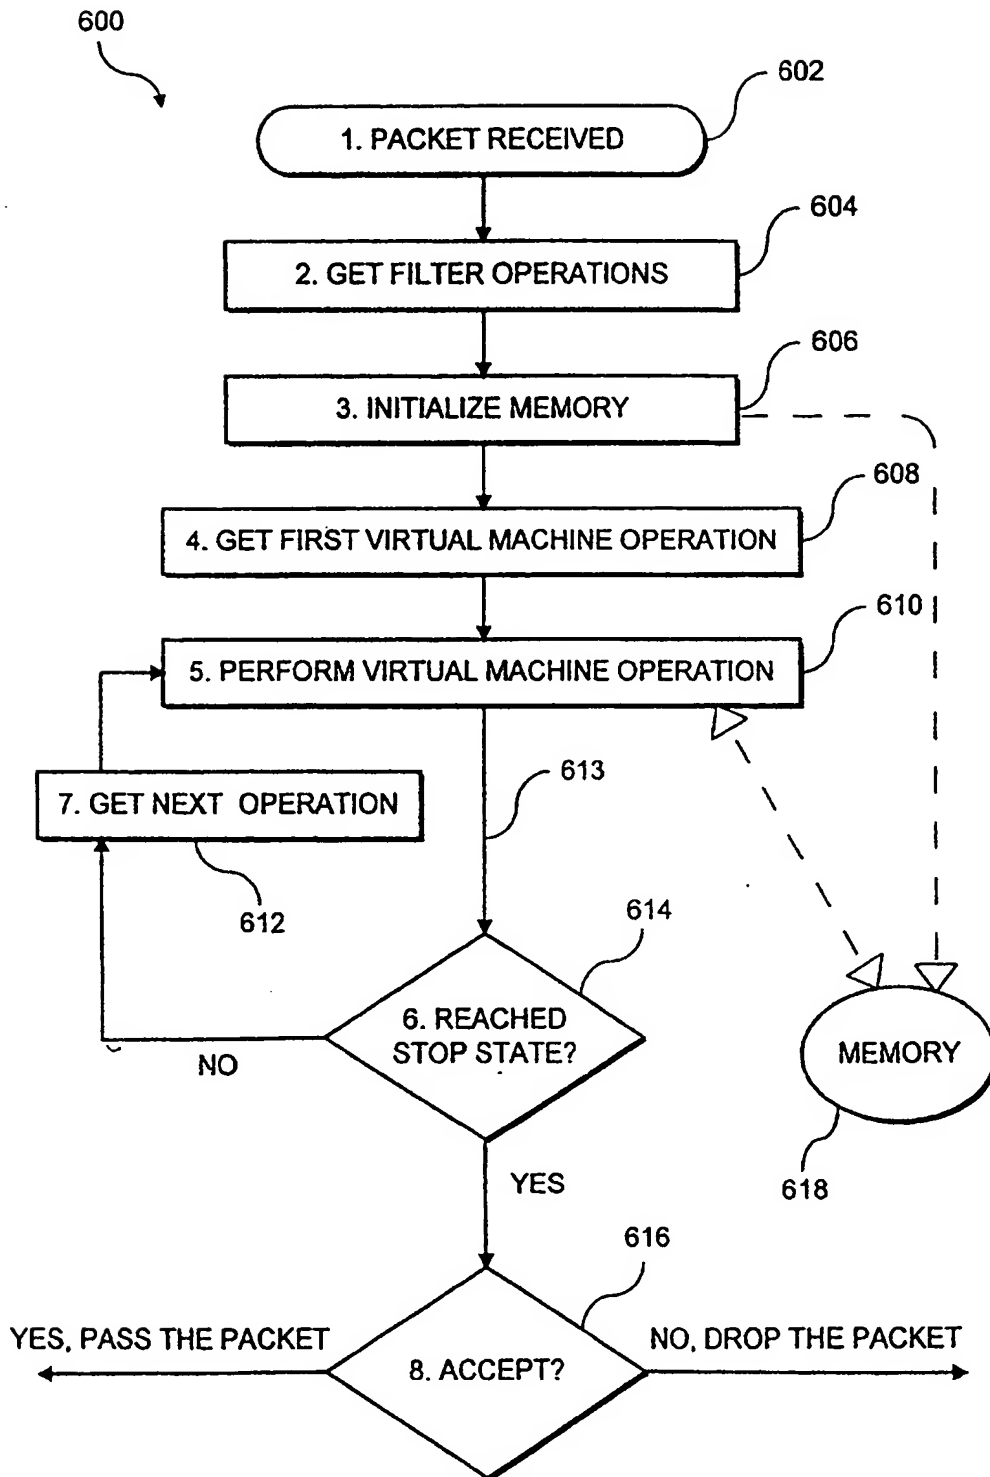 600
602
1. PACKET RECEIVED
604
2. GET FILTER OPERATIONS
606
3. INITIALIZE MEMORY
608
4. GET FIRST VIRTUAL MACHINE OPERATION
610
5. PERFORM VIRTUAL MACHINE OPERATION
613
7. GET NEXT OPERATION
612
614
6. REACHED
STOP STATE?
NO
MEMORY
618
YES
616
YES, PASS THE PACKET
NO, DROP THE PACKET
8. ACCEPT?